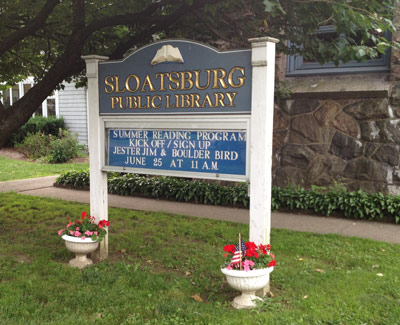 SLOATSBURG
PUBLIC LIBRARY
SUMMER READING PROGRAM
KICK OFF/SIGN UP
JESTER JIM & BOULDER BIRD
JUNE 25 AT 11 A.M.